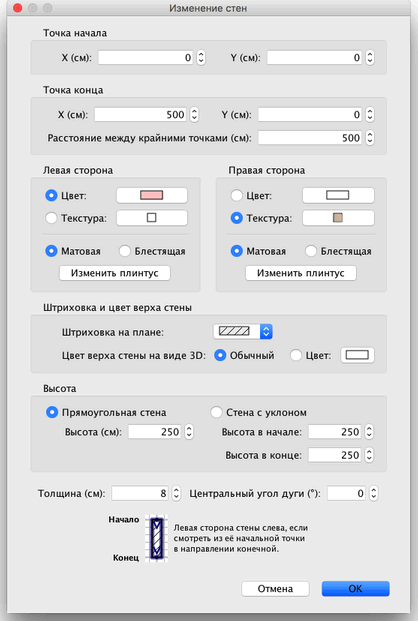 Изменение стен
Точка начала
X (см): 0 Y (см): 0
Точка конца
X (см): 500 Y (см): 0
Расстояние между крайними точками (см): 500
Левая сторона Правая сторона
Цвет: Цвет:
Текстура: Текстура:
Матовая Блестящая Матовая Блестящая
Изменить плинтус Изменить плинтус
Штриховка и цвет верха стены
Штриховка на плане:
Цвет верха стены на виде 3D: Обычный Цвет:
Высота
Прямоугольная стена Стена с уклоном
Высота (см): 250 Высота в начале: 250
Высота в конце: 250
Толщина (см): 8 Центральный угол дуги (°): 0
Начало
Конец
Левая сторона стены слева, если
смотреть из её начальной точки
в направлении конечной.
Отмена OK